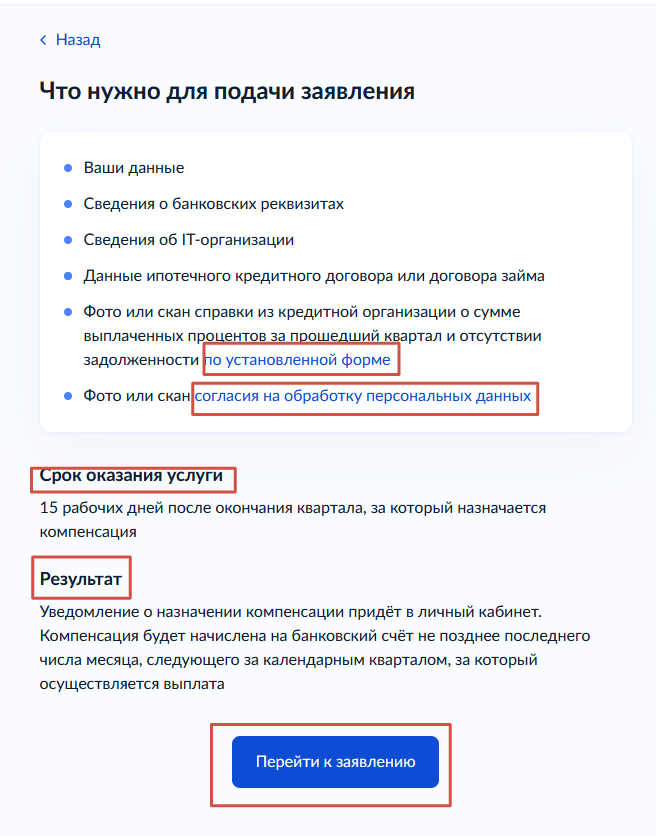 Назад
Что нужно для подачи заявления
Ваши данные
Сведения о банковских реквизитах
Сведения об IT-организации
Данные ипотечного кредитного договора или договора займа
Фото или скан справки из кредитной организации о сумме
выплаченных процентов за прошедший квартал и отсутствии
задолженности по установленной форме
Фото или скан согласия на обработку персональных данных
Срок оказания услуги
15 рабочих дней после окончания квартала, за который назначается
компенсация
Результат
Уведомление о назначении компенсации придёт в личный кабинет.
Компенсация будет начислена на банковский счёт не позднее последнего
числа месяца, следующего за календарным кварталом, за который
осуществляется выплата
Перейти к заявлению